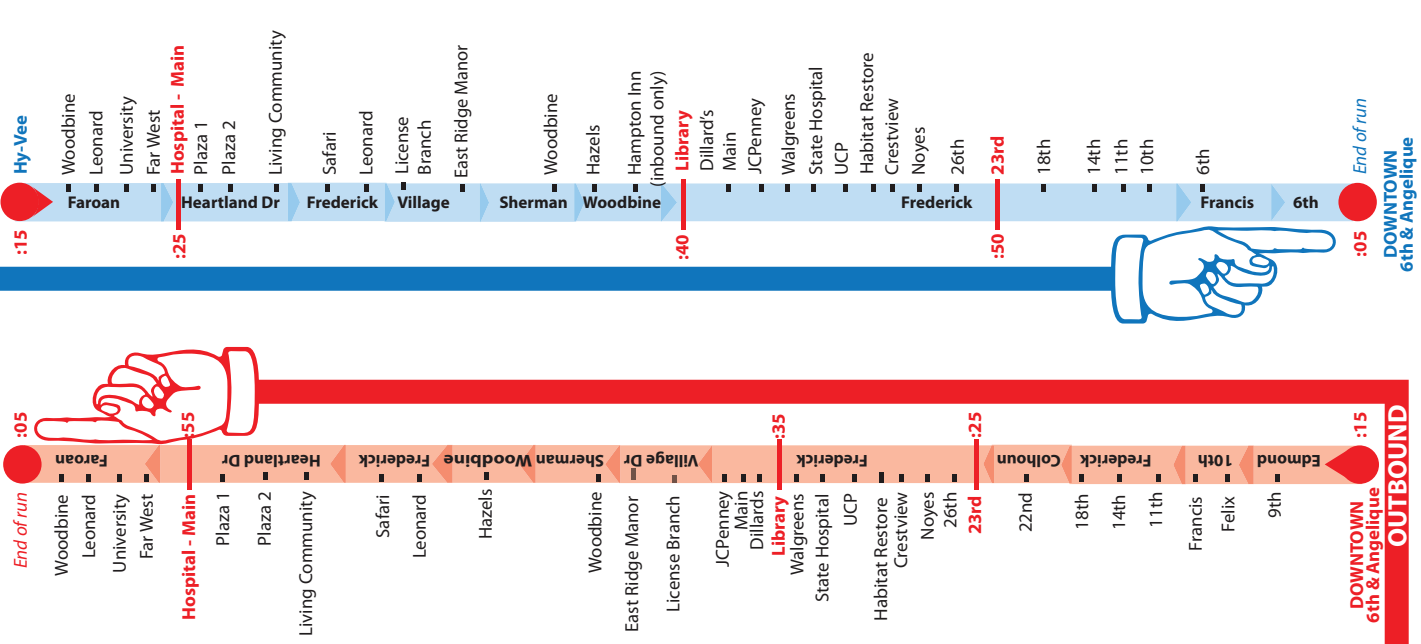 Hy-Vee
Woodbine
Leonard
University
Far West
Hospital - Main
Plaza 1
Plaza 2
Living Community
Safari
Leonard
License
Branch
East Ridge Manor
Woodbine
Hazels
Hampton Inn
(inbound only)
Library
Dillard's
Main
JCPenney
Walgreens
State Hospital
UCP
Habitat Restore
Crestview
Noyes
26th
23rd
18th
14th
11th
10th
6th
End of run
Faroan
Heartland Dr
Frederick
Village
Sherman
Woodbine
Frederick
Francis
6th
:15
:25
:40
:50
:05
DOWNTOWN
6th & Angelique
:05
:55
:35
:25
:15
Faroan
Heartland Dr
Frederick
Woodbine
Sherman
Village Dr
Frederick
Colhoun
Frederick
10th
Edmond
End of run
Woodbine
Leonard
University
Far West
Hospital - Main
Plaza 1
Plaza 2
Living Community
Safari
Leonard
Hazels
Woodbine
East Ridge Manor
License Branch
JCPenney
Main
Dillards
Library
Walgreens
State Hospital
UCP
Habitat Restore
Crestview
Noyes
26th
23rd
22nd
18th
14th
11th
Francis
Felix
9th
DOWNTOWN
6th & Angelique
OUTBOUND